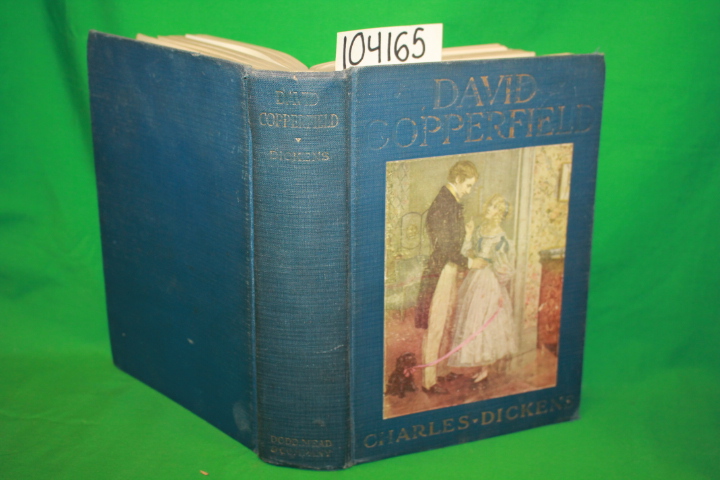 104165
DAVID
COPPERFIELD
DICKENS
DODD, MEAD
& COMPANY
DAVID
COPPERFIELD
CHARLES · DICKENS